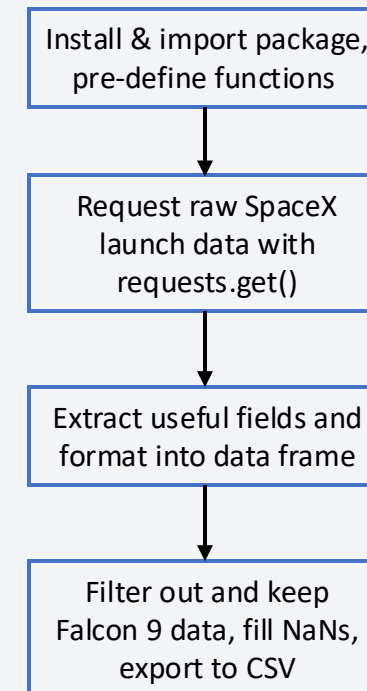 Install & import package,
pre-define functions
Request raw SpaceX
launch data with
requests.get()
Extract useful fields and
format into data frame
Filter out and keep
Falcon 9 data, fill NaNs,
export to CSV